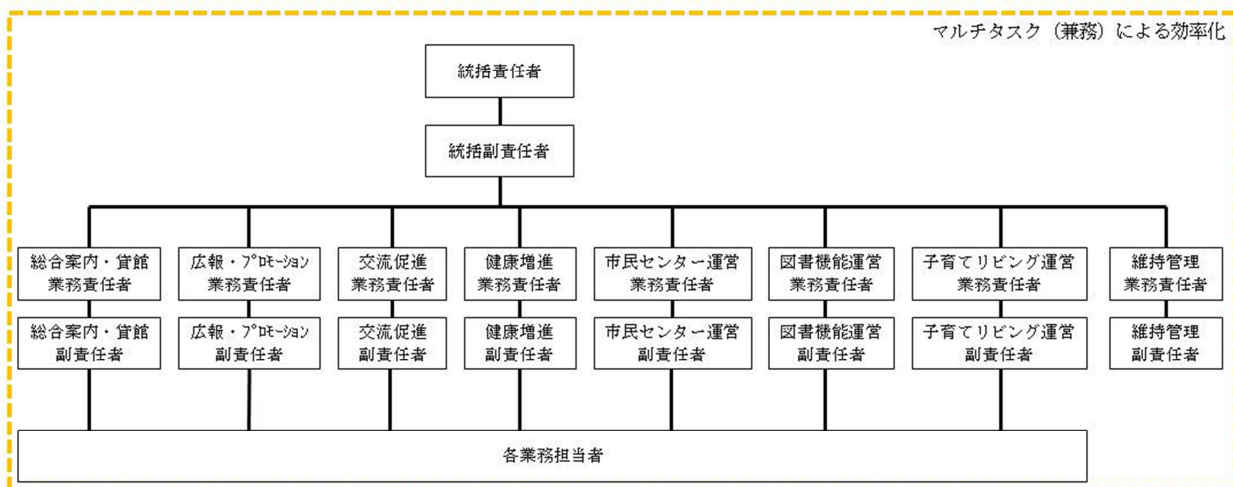 マルチタスク（兼務）による効率化
統括責任者
統括副責任者
総合案内・貸館
業務責任者
広報・ﾌﾟﾛﾓｰｼｮﾝ
業務責任者
交流促進
業務責任者
健康増進
業務責任者
市民センター運営
業務責任者
図書機能運営
業務責任者
子育てリビング運営
業務責任者
維持管理
業務責任者
総合案内・貸館
副責任者
広報・ﾌﾟﾛﾓｰｼｮﾝ
副責任者
交流促進
副責任者
健康増進
副責任者
市民センター運営
副責任者
図書機能運営
副責任者
子育てリビング運営
副責任者
維持管理
副責任者
各業務担当者